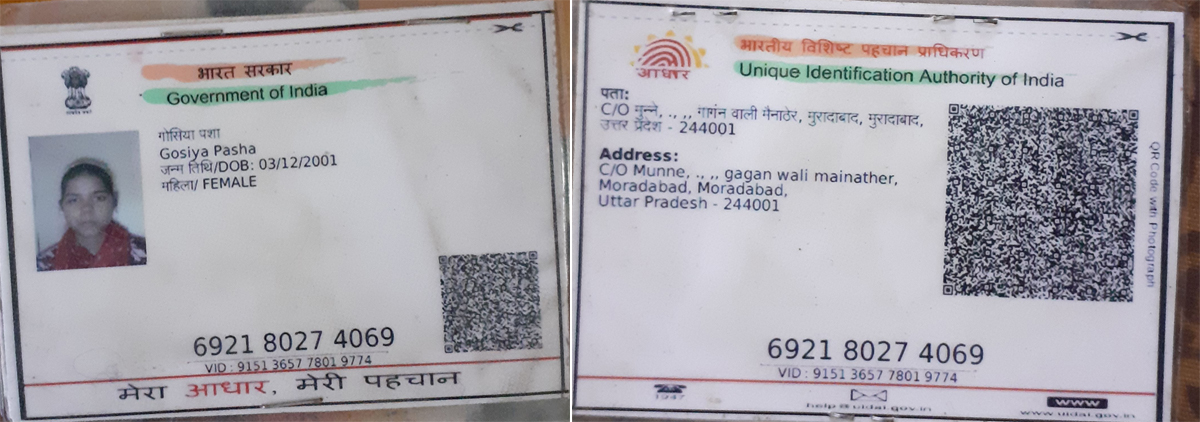 भारत सरकार
Government of India
गोसिया पशा
Gosiya Pasha
जन्म तिथि/DOB: 03/12/2001
महिला/ FEMALE
6921 8027 4069
VID : 9151 3657 7801 9774
मेरा आधार, मेरी पहचान
आधार
भारतीय विशिष्ट पहचान प्राधिकरण
Unique Identification Authority of India
पता:
C/O मुन्ने, ., ,, गागंन वाली मैनाठेर, मुरादाबाद, मुरादाबाद,
उत्तर प्रदेश - 244001
Address:
C/O Munne, ., ,, gagan wali mainather,
Moradabad, Moradabad,
Uttar Pradesh - 244001
QR Code with Photograph
6921 8027 4069
VID : 9151 3657 7801 9774
1947
help@uidai.gov.in
www
www.uidai.gov.in